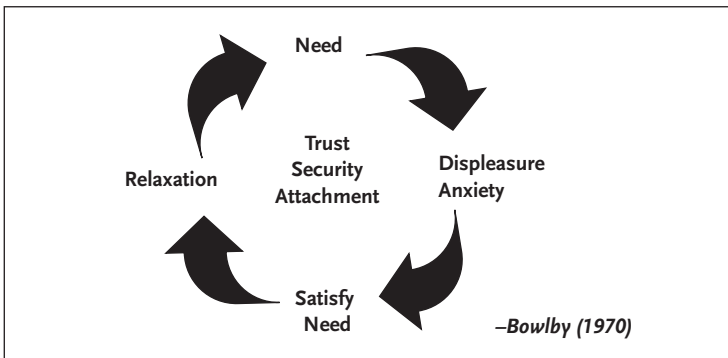 Need
Trust
Security
Attachment
Displeasure
Anxiety
Relaxation
Satisfy
Need
–Bowlby (1970)